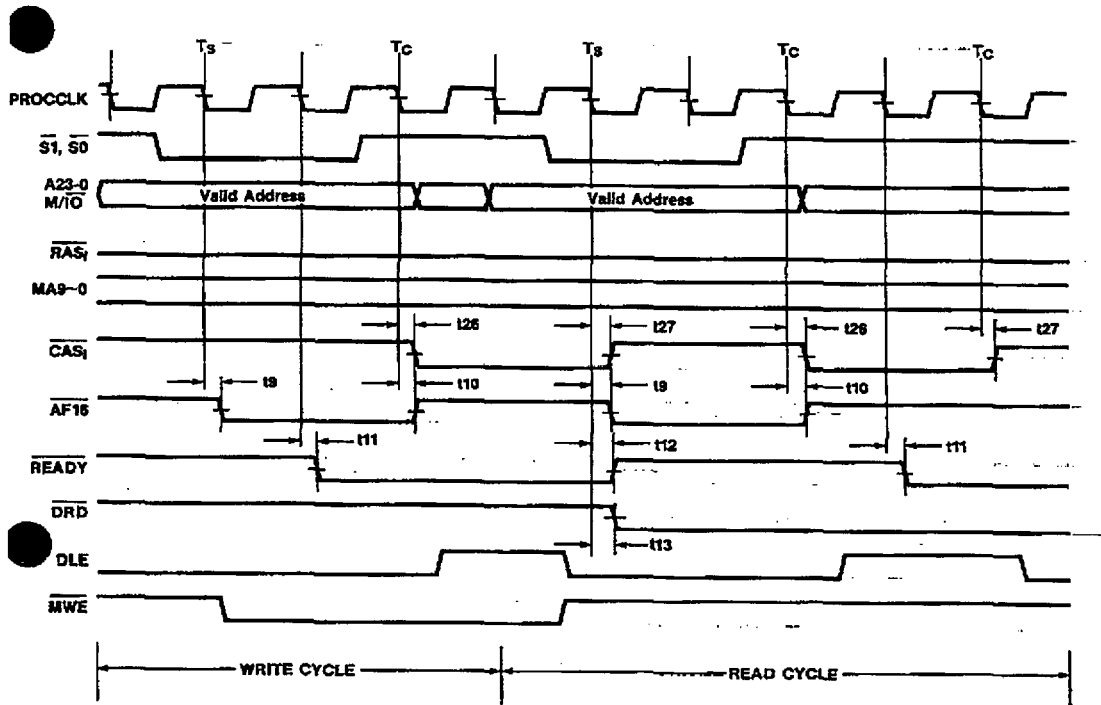 Ts Tc Ts Tc Tc
PROCCLK
S1, S0
A23-0
M/IO
Valid Address Valid Address
RASi
MA9-0
t26 t27 t26 t27
CASi
t9 t10 t9 t10
AF16
t11 t12 t11
READY
DRD
t13
DLE
MWE
WRITE CYCLE READ CYCLE